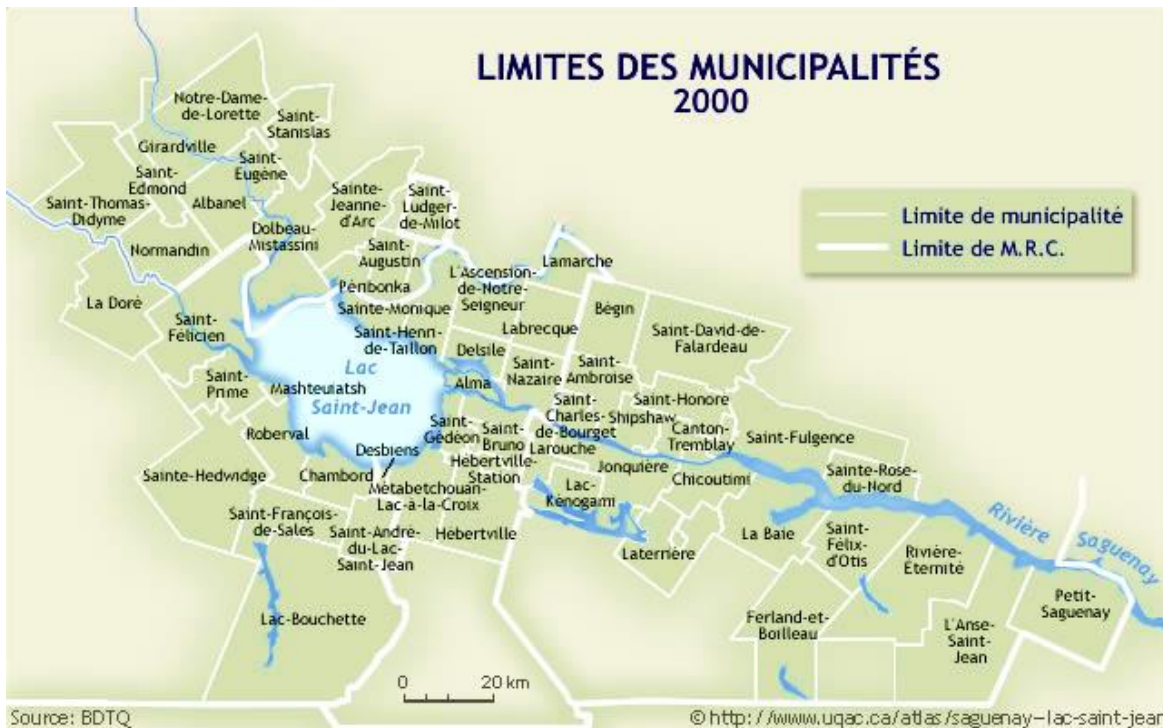 LIMITES DES MUNICIPALITÉS
2000
Notre-Dame-
de-Lorette
Saint-
Stanislas
Girardville
Saint-
Eugène
Saint-
Edmond
Albanel
Sainte-
Jeanne-
d'Arc
Saint-
Ludger-
de-Milot
Saint-Thomas-
Didyme
Limite de municipalité
Limite de M.R.C.
Dolbeau-
Mistassini
Normandin
Saint-
Augustin
Lamarche
L'Ascension-
de-Notre-
Seigneur
La Doré
Péribonka
Sainte-Monique
Bégin
Saint-
Félicien
Saint-Henri-
de-Taillon
Labrecque
Saint-David-de-
Falardeau
Delsile
Saint-
Nazaire
Saint-
Ambroise
Lac
Saint-Jean
Alma
Saint-
Prime
Mashteuiatsh
Saint-Honoré
Saint-
Charles-
de-Bourget
Shipshaw
Canton-
Tremblay
Saint-
Gédéon
Saint-
Bruno
Roberval
Desbiens
Larouche
Saint-Fulgence
Hébertville-
Station
Jonquière
Sainte-Hedwidge
Chambord
Métabetchouan-
Lac-à-la-Croix
Lac-
Kénogami
Chicoutimi
Sainte-Rose-
du-Nord
Saint-François-
de-Sales
Saint-André-
du-Lac-
Saint-Jean
Hébertville
La Baie
Saint-
Félix-
d'Otis
Rivière Saguenay
Laterrière
Rivière-
Éternité
Lac-Bouchette
Ferland-et-
Boilleau
L'Anse-
Saint-
Jean
Petit-
Saguenay
0 20 km
Source: BDTQ
© http://www.uqac.ca/atlas/saguenay-lac-saint-jean